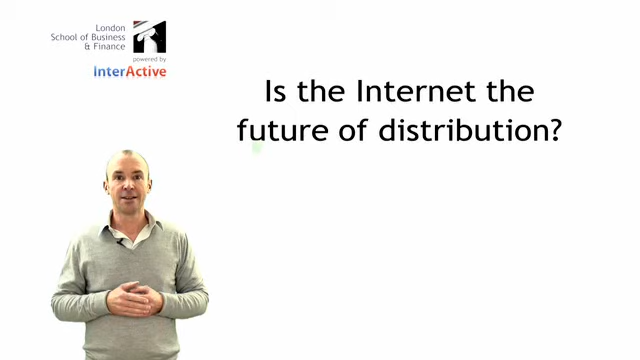 London
School of Business
& Finance
powered by
InterActive
Is the Internet the
future of distribution?